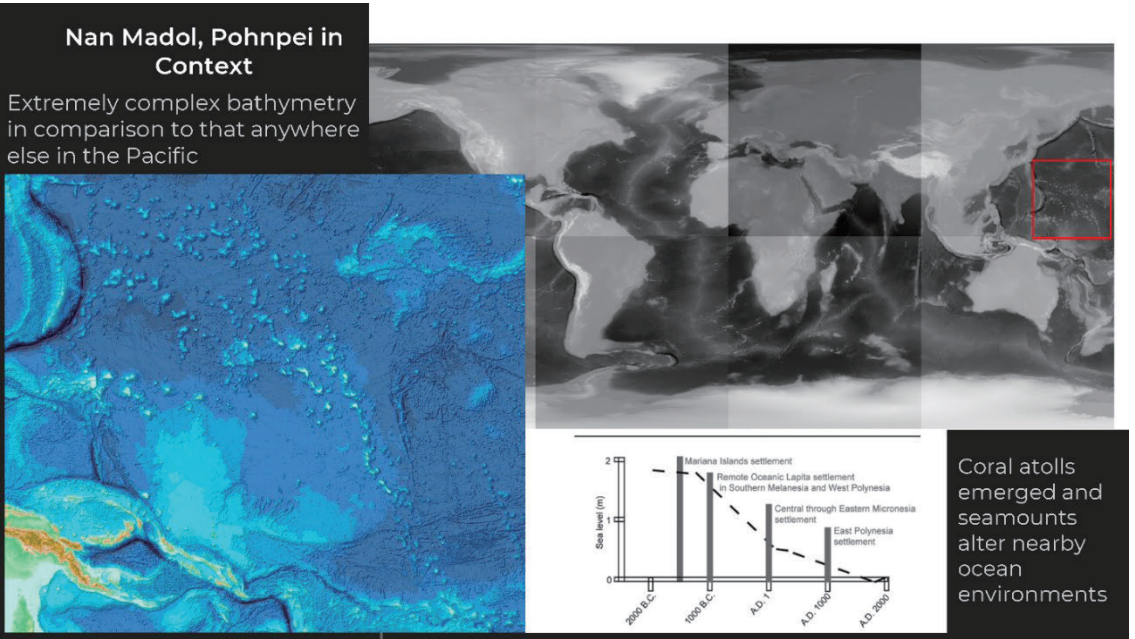 Nan Madol, Pohnpei in
Context
Extremely complex bathymetry
in comparison to that anywhere
else in the Pacific
2
1
0
Sea level (m)
Mariana Islands settlement
Remote Oceanic Lapita settlement
in Southern Melanesia and West Polynesia
Central through Eastern Micronesia
settlement
East Polynesia
settlement
2000 B.C.
1000 B.C.
A.D. 1
A.D. 1000
A.D. 2000
Coral atolls
emerged and
seamounts
alter nearby
ocean
environments